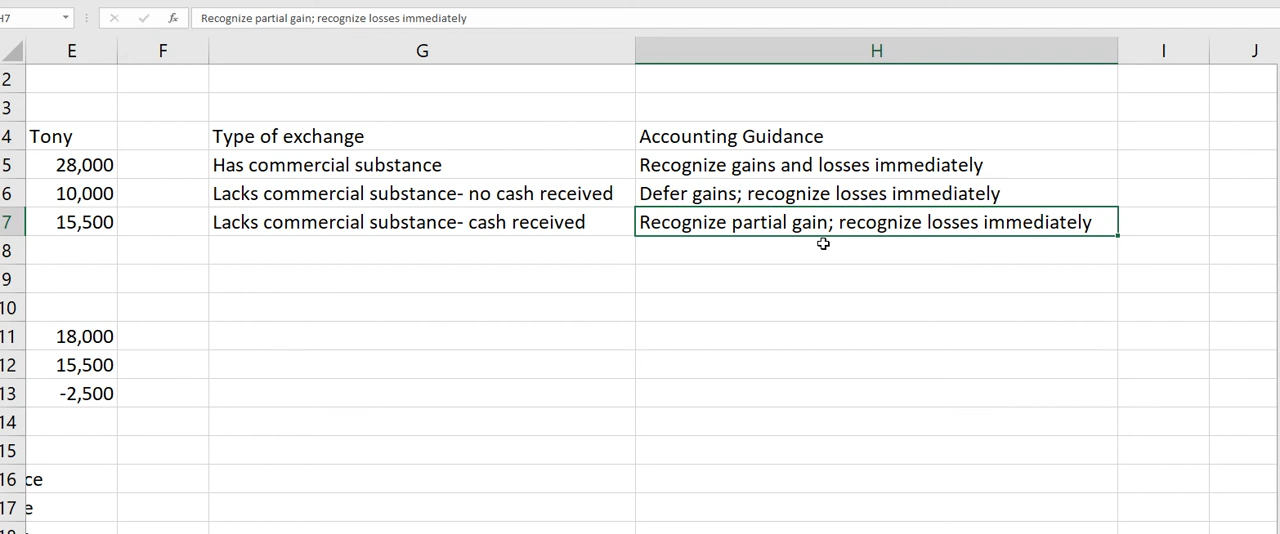 H7 Recognize partial gain; recognize losses immediately
E F G H I J
2
3
4 Tony Type of exchange Accounting Guidance
5 28,000 Has commercial substance Recognize gains and losses immediately
6 10,000 Lacks commercial substance- no cash received Defer gains; recognize losses immediately
7 15,500 Lacks commercial substance- cash received Recognize partial gain; recognize losses immediately
8
9
10
11 18,000
12 15,500
13 -2,500
14
15
16 ce
17 e